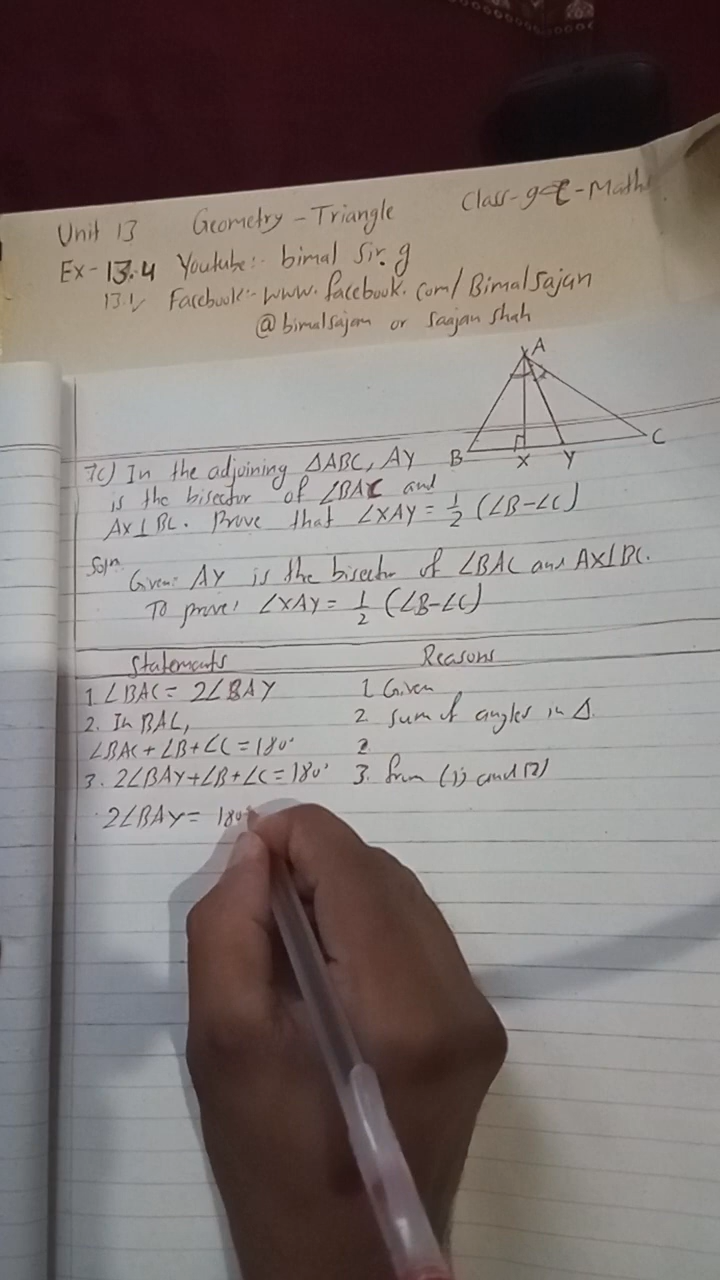 Unit 13 Geometry - Triangle Class-9 - Math
Ex- 13.4 Youtube:- bimal sir. g
13.1 Facebook:- www.facebook.com/BimalSajan
@bimalsajan or Saajan Shah
A
B X Y C
7c) In the adjoining ΔABC, AY
is the bisector of ∠BAC and
AX⊥BC. Prove that ∠XAY = 1/2 (∠B-∠C)
Soln
Given: AY is the bisector of ∠BAC and AX⊥BC.
To prove: ∠XAY = 1/2 (∠B-∠C)
Statements Reasons
1 ∠BAC = 2∠BAY 1 Given
2. In BAC, 2 sum of angles in Δ.
∠BAC+∠B+∠C = 180° 2
3. 2∠BAY+∠B+∠C = 180° 3. from (1) and (2)
2∠BAY = 180